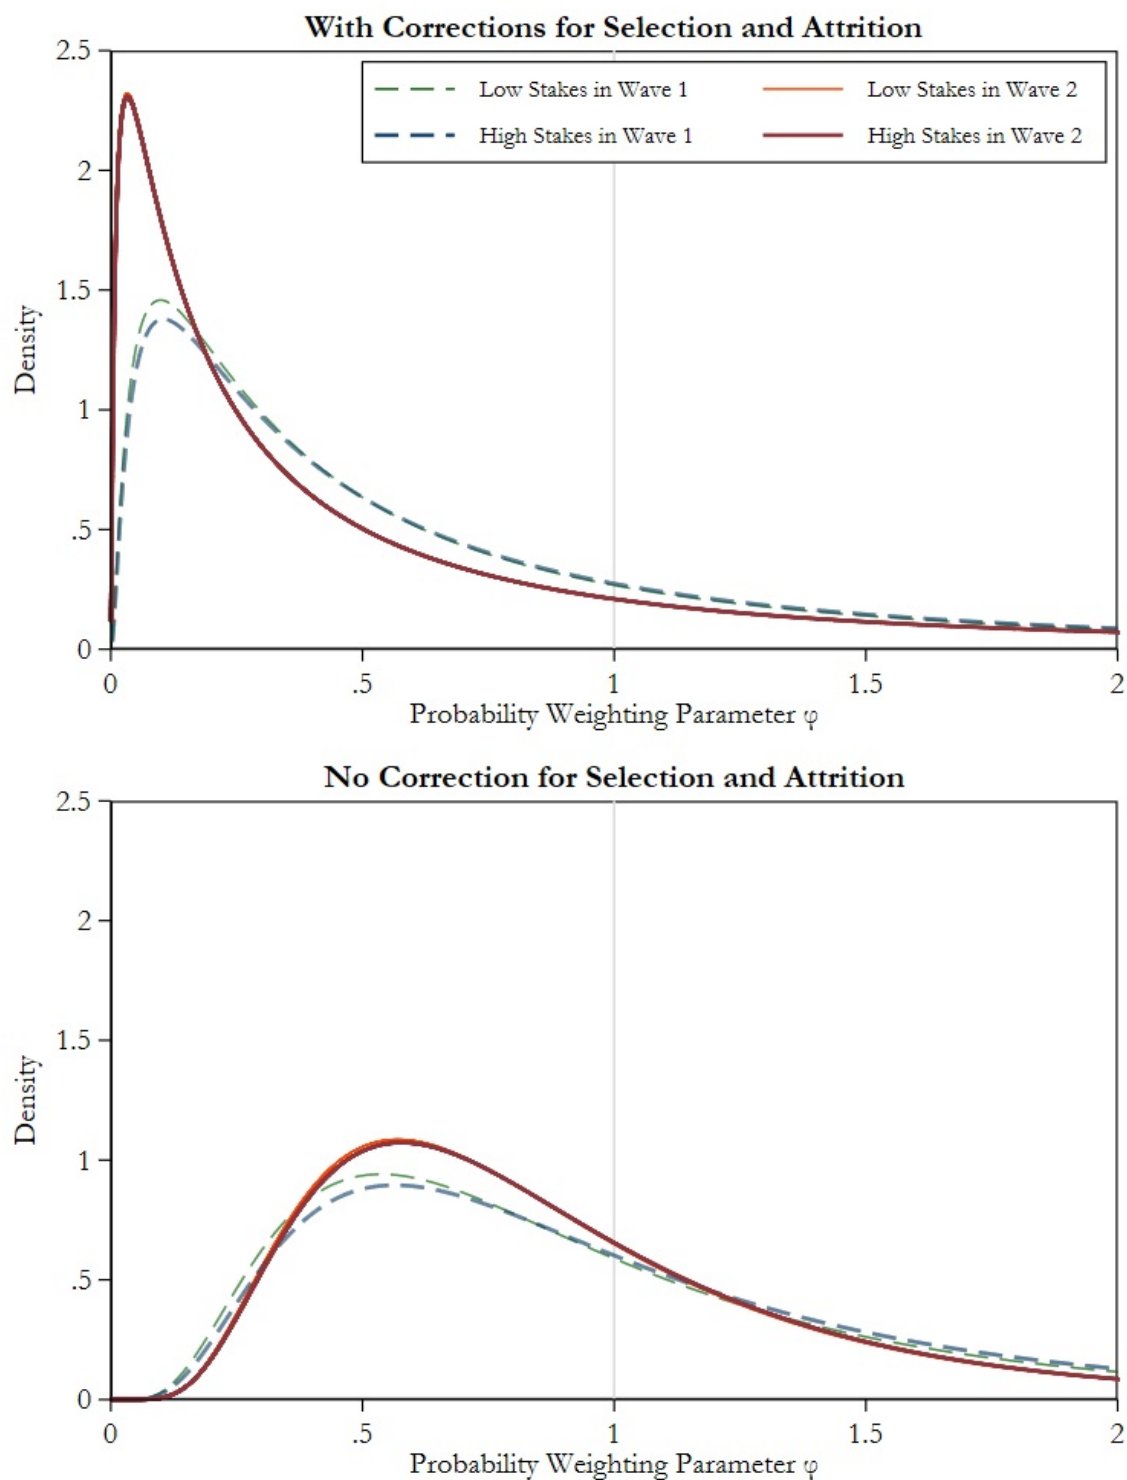 With Corrections for Selection and Attrition
2.5
Low Stakes in Wave 1
Low Stakes in Wave 2
High Stakes in Wave 1
High Stakes in Wave 2
2
1.5
1
.5
0
Density
0 .5 1 1.5 2
Probability Weighting Parameter φ
No Correction for Selection and Attrition
2.5
2
1.5
1
.5
0
Density
0 .5 1 1.5 2
Probability Weighting Parameter φ